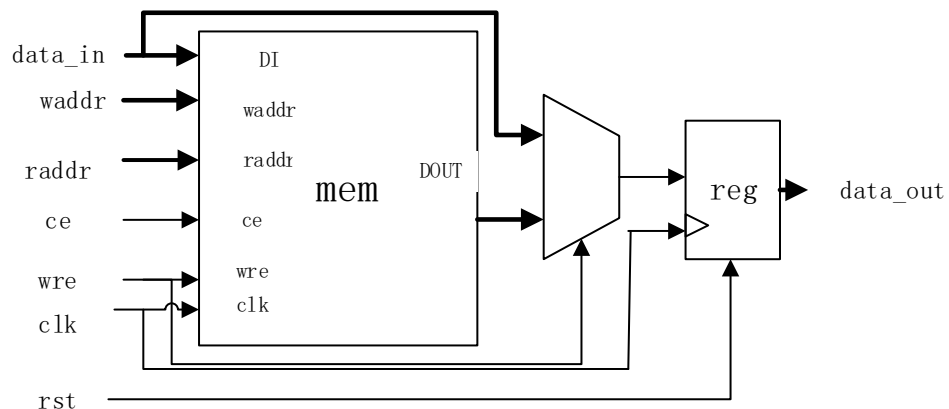 data_in
waddr
raddr
ce
wre
clk
rst
DI
waddr
raddr
mem
DOUT
ce
wre
clk
reg
data_out